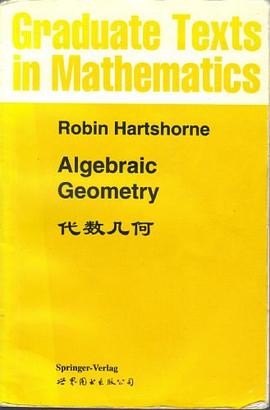 Graduate Texts
in Mathematics
Robin Hartshorne
Algebraic
Geometry
代数几何
Springer-Verlag
世界图书出版公司